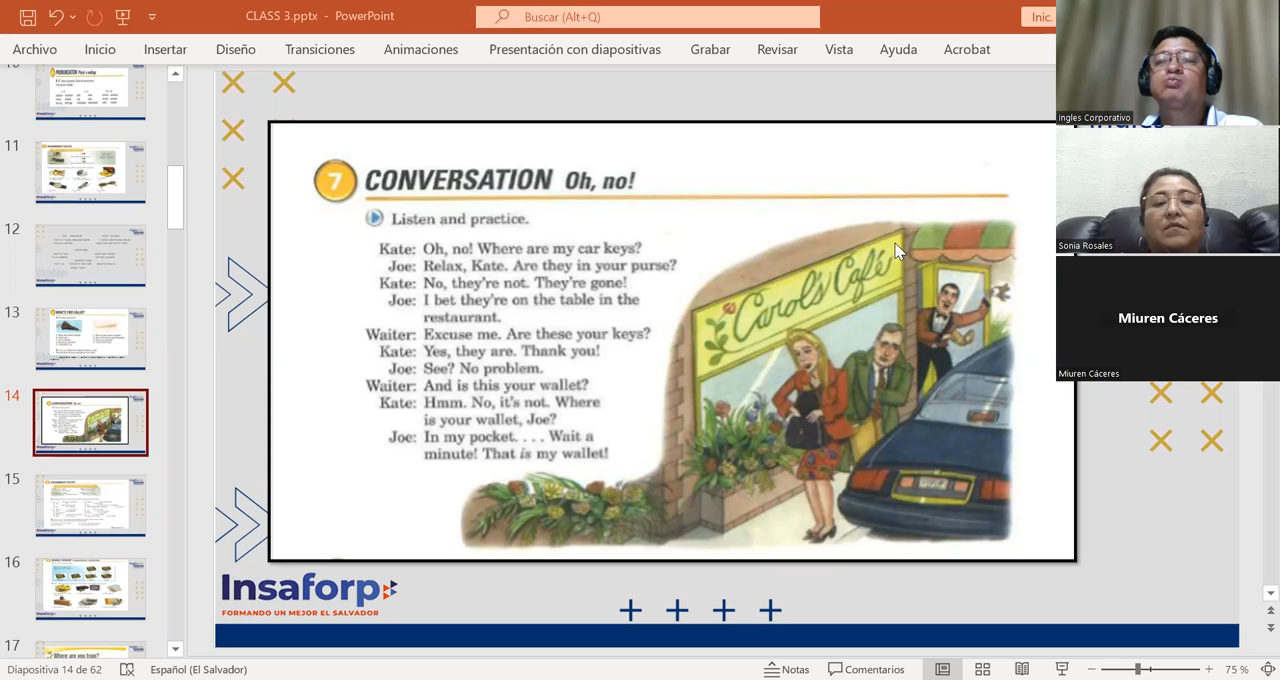 CLASS 3.pptx - PowerPoint
Buscar (Alt+Q)
Inic.
Archivo Inicio Insertar Diseño Transiciones Animaciones Presentación con diapositivas Grabar Revisar Vista Ayuda Acrobat
11
12
13
14
15
16
17
7 CONVERSATION Oh, no!
Listen and practice.
Kate: Oh, no! Where are my car keys?
Joe: Relax, Kate. Are they in your purse?
Kate: No, they're not. They're gone!
Joe: I bet they're on the table in the
restaurant.
Waiter: Excuse me. Are these your keys?
Kate: Yes, they are. Thank you!
Joe: See? No problem.
Waiter: And is this your wallet?
Kate: Hmm. No, it's not. Where
is your wallet, Joe?
Joe: In my pocket. . . . Wait a
minute! That is my wallet!
Carol's Café
Insaforp
FORMANDO UN MEJOR EL SALVADOR
Ingles Corporativo
Sonia Rosales
Miuren Cáceres
Miuren Cáceres
Diapositiva 14 de 62
Español (El Salvador)
Notas
Comentarios
75 %